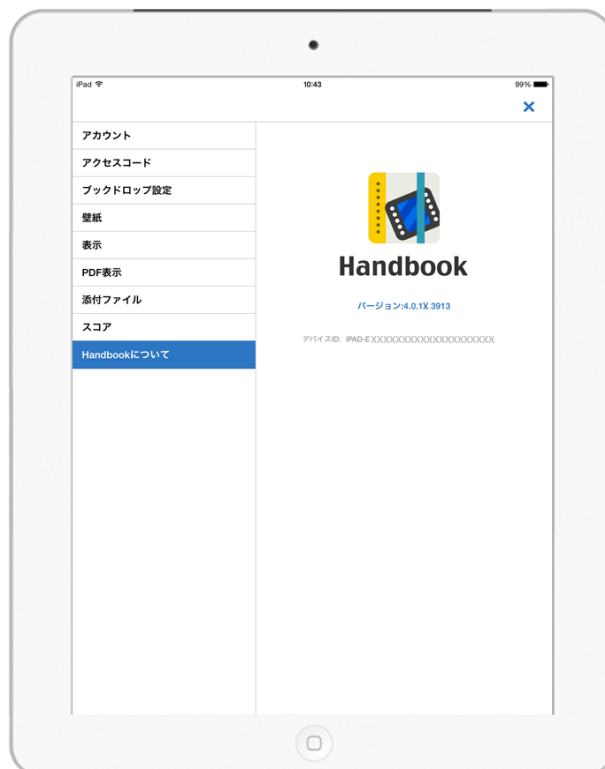 iPad 10:43 99%
アカウント
アクセスコード
ブックドロップ設定
壁紙
表示
PDF表示
添付ファイル
スコア
Handbookについて
Handbook
バージョン:4.0.1X 3913
デバイスID: IPAD-EXXXXXXXXXXXXXXXXXXXX